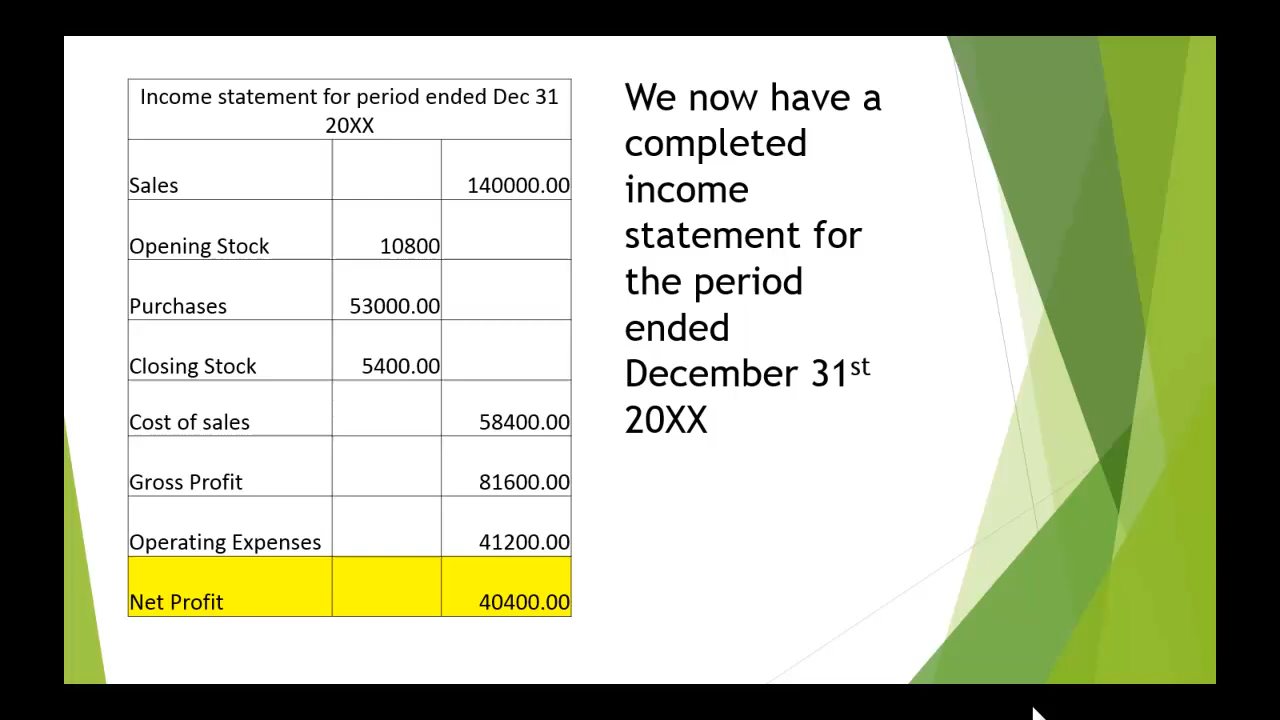 Income statement for period ended Dec 31
20XX
Sales 140000.00
Opening Stock 10800
Purchases 53000.00
Closing Stock 5400.00
Cost of sales 58400.00
Gross Profit 81600.00
Operating Expenses 41200.00
Net Profit 40400.00
We now have a
completed
income
statement for
the period
ended
December 31st
20XX